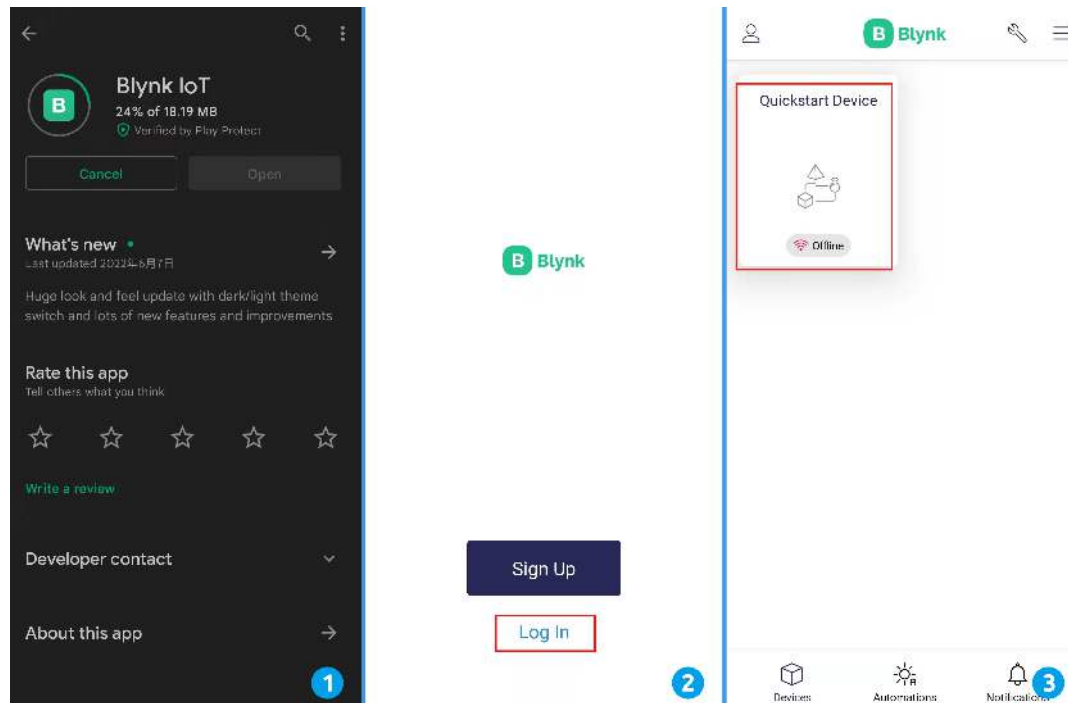 Blynk IoT
24% of 18.19 MB
Verified by Play Protect
Cancel
Open
What's new •
Last updated 2022年6月7日
Huge look and feel update with dark/light theme
switch and lots of new features and improvements
Rate this app
Tell others what you think
Write a review
Developer contact
About this app
1
B Blynk
Sign Up
Log In
2
B Blynk
Quickstart Device
Offline
Devices
Automations
Notifications
3